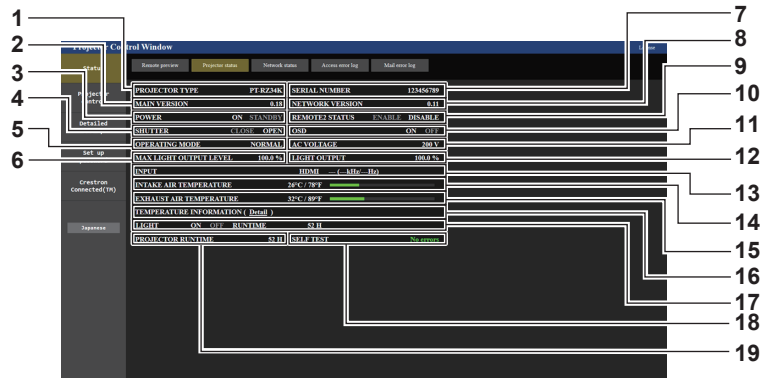 1
2
3
4
5
6
7
8
9
10
11
12
13
14
15
16
17
18
19
Projector Control Window
Status
Remote preview Projector status Network status Access error log Mail error log
PROJECTOR TYPE PT-RZ34K SERIAL NUMBER 123456789
MAIN VERSION 0.18 NETWORK VERSION 0.11
POWER ON STANDBY REMOTE2 STATUS ENABLE DISABLE
SHUTTER CLOSE OPEN OSD ON OFF
OPERATING MODE NORMAL AC VOLTAGE 200 V
MAX LIGHT OUTPUT LEVEL 100.0 % LIGHT OUTPUT 100.0 %
INPUT HDMI — (—kHz/—Hz)
INTAKE AIR TEMPERATURE 26°C / 78°F
EXHAUST AIR TEMPERATURE 32°C / 89°F
TEMPERATURE INFORMATION ( Detail )
LIGHT ON OFF RUNTIME 52 H
PROJECTOR RUNTIME 52 H SELF TEST No errors
Projector
Detailed
Set up
Crestron
Connected(TM)
Japanese